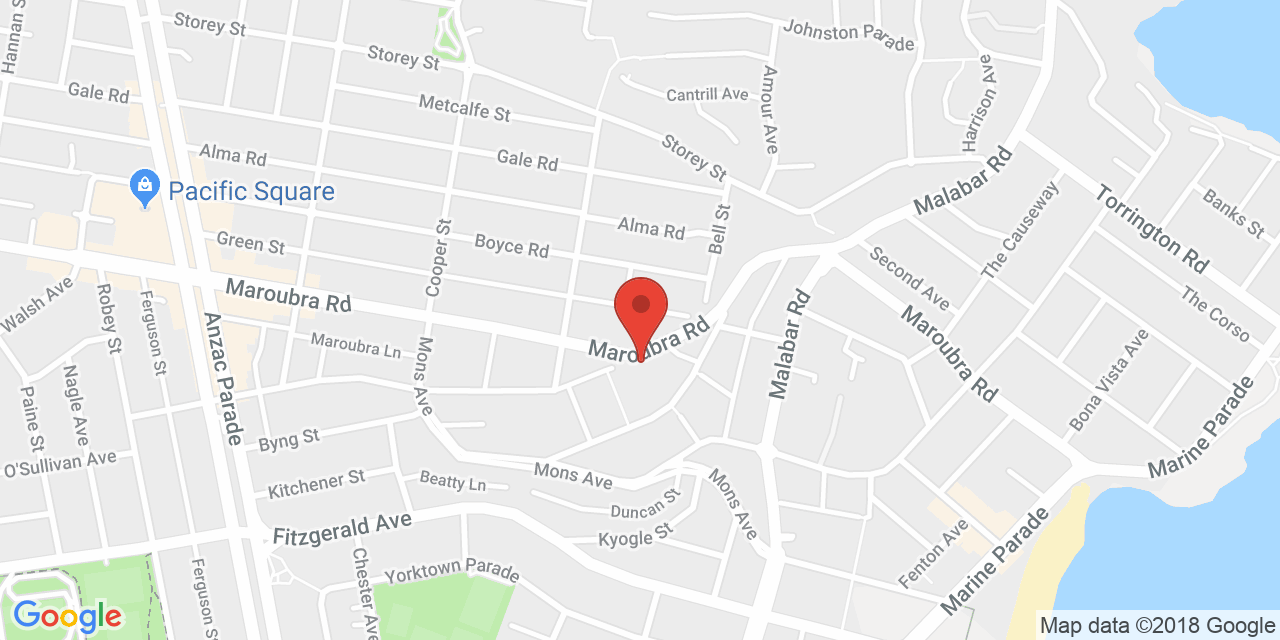 Hannan St
Storey St
Johnston Parade
Storey St
Gale Rd
Metcalfe St
Cantrill Ave
Amour Ave
Harrison Ave
Alma Rd
Gale Rd
Storey St
Malabar Rd
Pacific Square
Banks St
Torrington Rd
The Causeway
Green St
Cooper St
Boyce Rd
Alma Rd
Bell St
Second Ave
The Corso
Walsh Ave
Robey St
Ferguson St
Maroubra Rd
Maroubra Rd
Malabar Rd
Maroubra Rd
Anzac Parade
Maroubra Ln
Mons Ave
Bona Vista Ave
Paine St
Nagle Ave
Marine Parade
O'Sullivan Ave
Byng St
Kitchener St
Beatty Ln
Mons Ave
Duncan St
Mons Ave
Fitzgerald Ave
Kyogle St
Fenton Ave
Marine Parade
Ferguson St
Chester Ave
Yorktown Parade
Google
Map data ©2018 Google